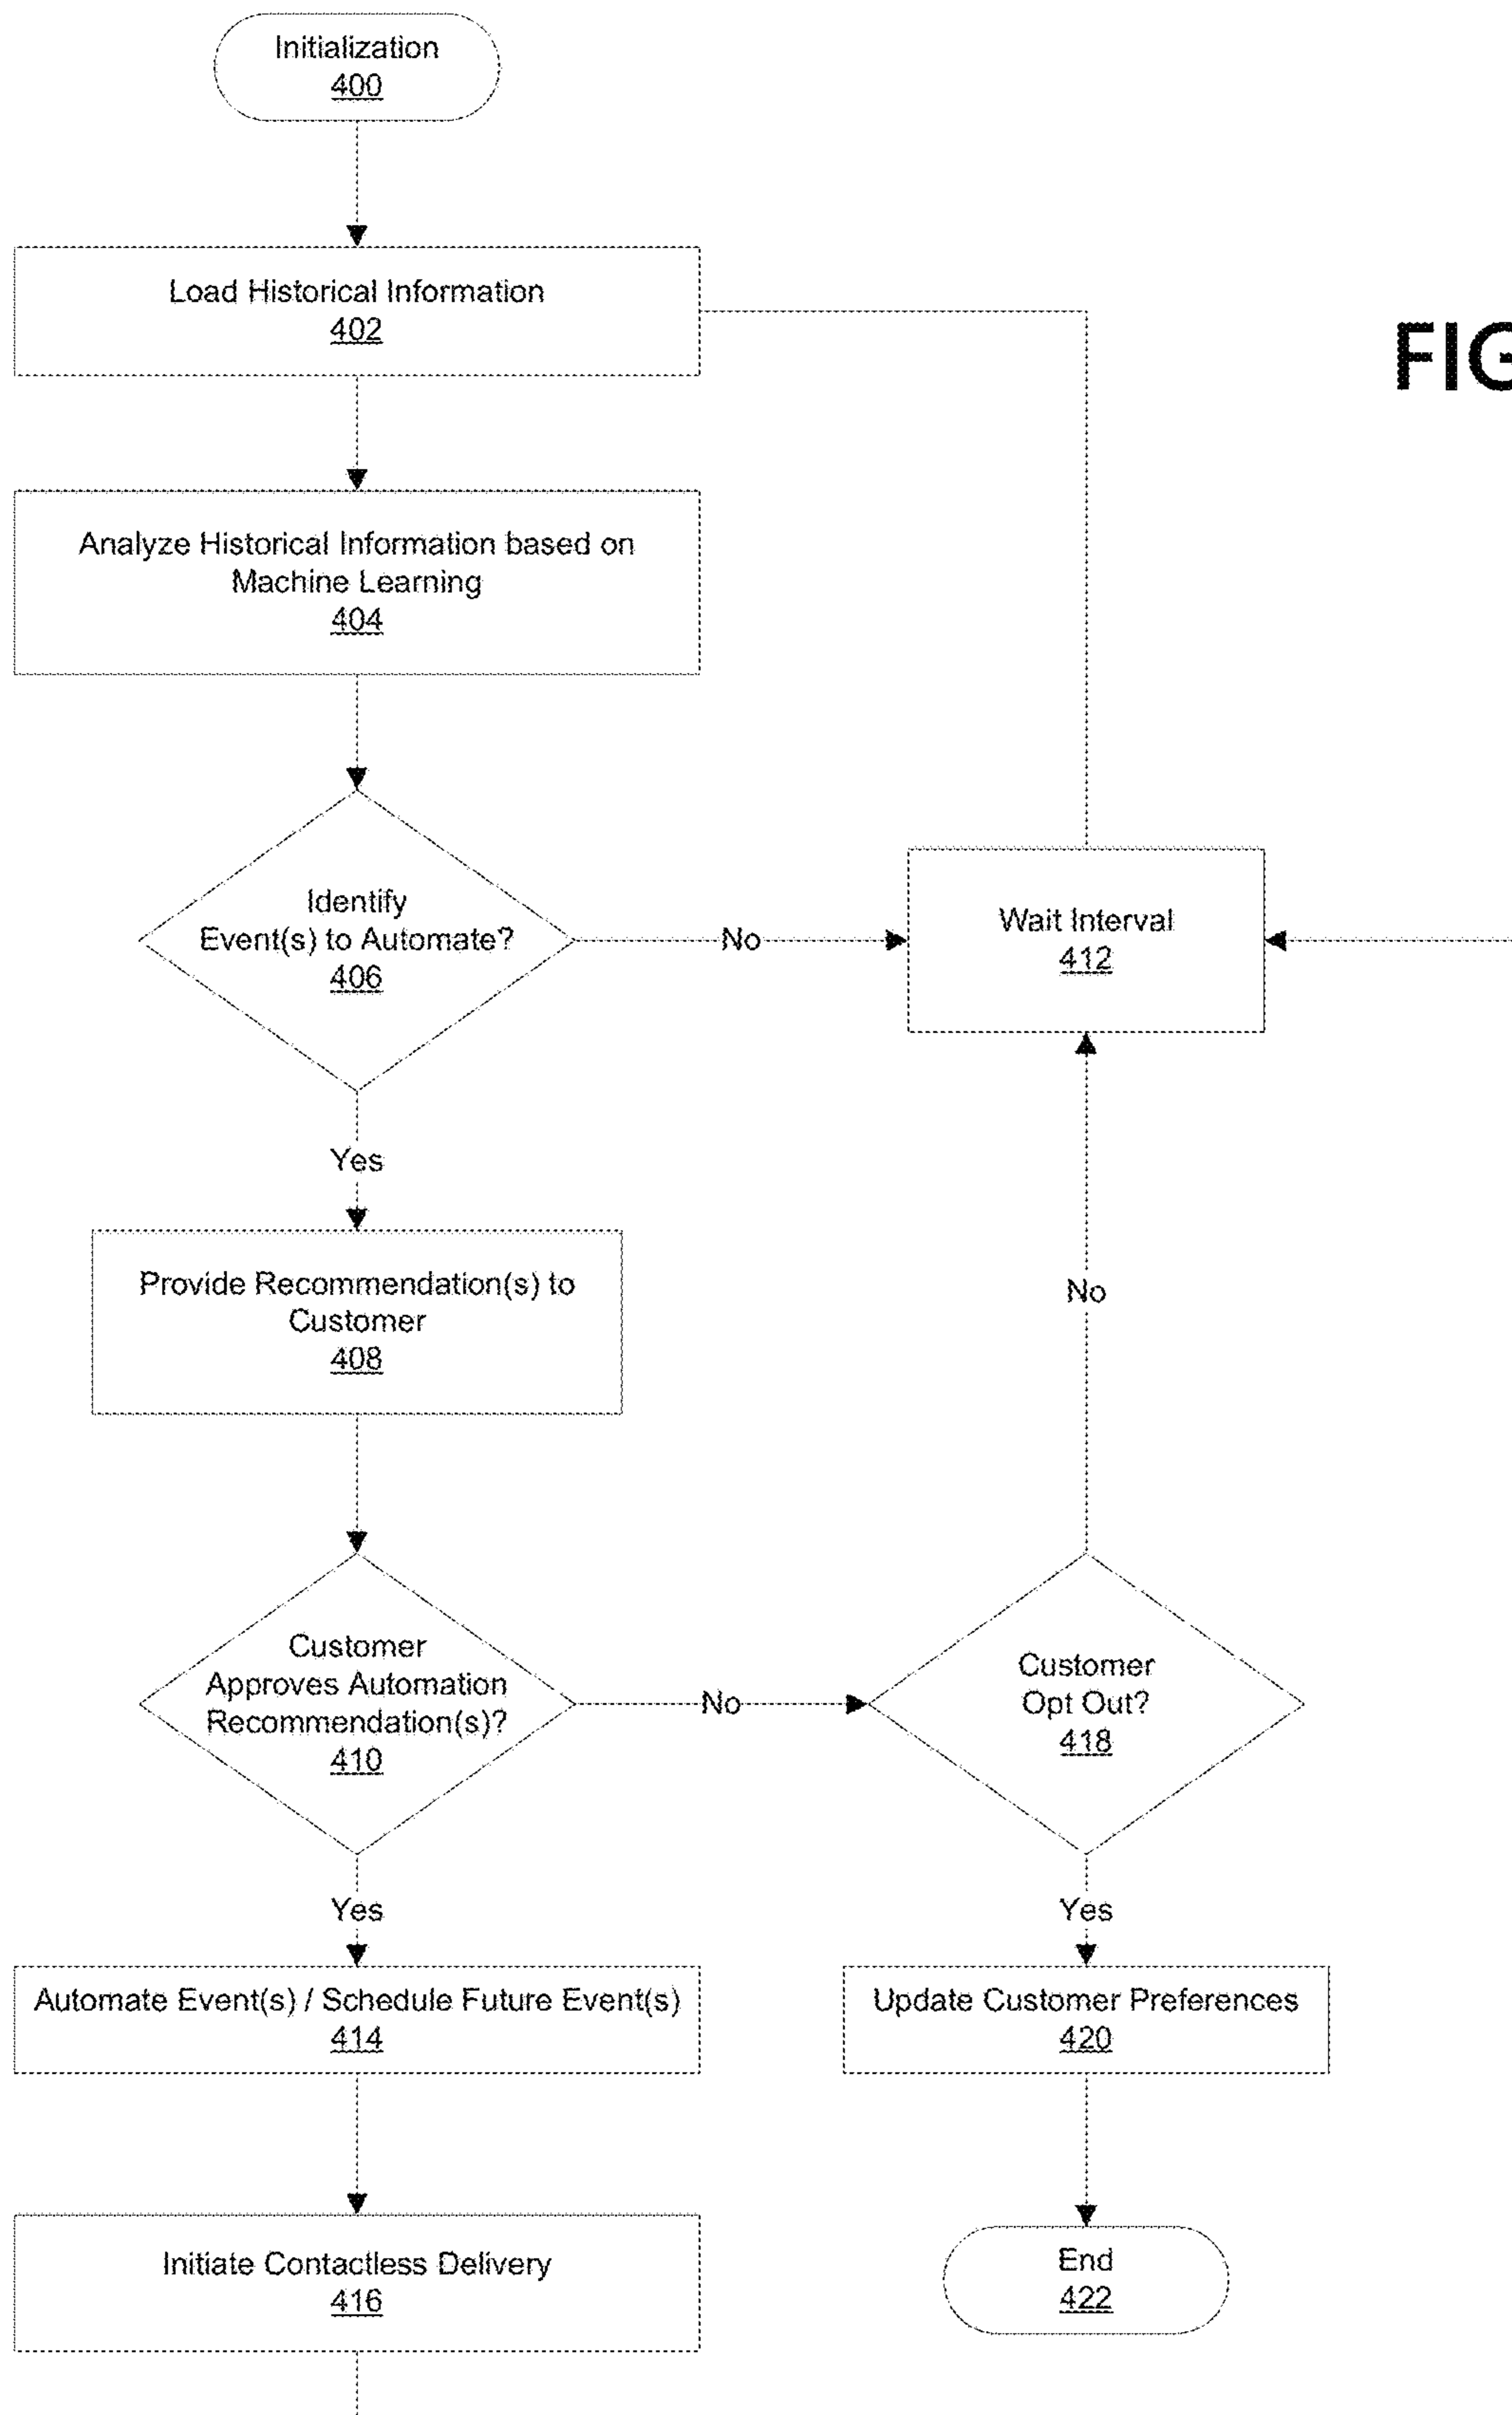 Initialization
400
Load Historical Information
402
FIG
Analyze Historical Information based on
Machine Learning
404
Identify
Event(s) to Automate?
406
No
Wait Interval
412
Yes
Provide Recommendation(s) to
Customer
408
No
Customer
Approves Automation
Recommendation(s)?
410
No
Customer
Opt Out?
418
Yes
Yes
Automate Event(s) / Schedule Future Event(s)
414
Update Customer Preferences
420
Initiate Contactless Delivery
416
End
422